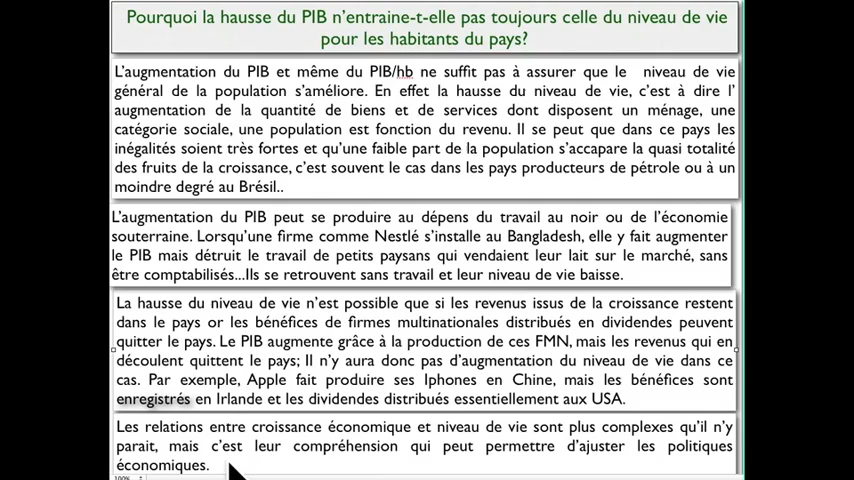 Pourquoi la hausse du PIB n'entraine-t-elle pas toujours celle du niveau de vie
pour les habitants du pays?
L'augmentation du PIB et même du PIB/hb ne suffit pas à assurer que le niveau de vie
général de la population s'améliore. En effet la hausse du niveau de vie, c'est à dire l'
augmentation de la quantité de biens et de services dont disposent un ménage, une
catégorie sociale, une population est fonction du revenu. Il se peut que dans ce pays les
inégalités soient très fortes et qu'une faible part de la population s'accapare la quasi totalité
des fruits de la croissance, c'est souvent le cas dans les pays producteurs de pétrole ou à un
moindre degré au Brésil..
L'augmentation du PIB peut se produire au dépens du travail au noir ou de l'économie
souterraine. Lorsqu'une firme comme Nestlé s'installe au Bangladesh, elle y fait augmenter
le PIB mais détruit le travail de petits paysans qui vendaient leur lait sur le marché, sans
être comptabilisés...Ils se retrouvent sans travail et leur niveau de vie baisse.
La hausse du niveau de vie n'est possible que si les revenus issus de la croissance restent
dans le pays or les bénéfices de firmes multinationales distribués en dividendes peuvent
quitter le pays. Le PIB augmente grâce à la production de ces FMN, mais les revenus qui en
découlent quittent le pays; Il n'y aura donc pas d'augmentation du niveau de vie dans ce
cas. Par exemple, Apple fait produire ses Iphones en Chine, mais les bénéfices sont
enregistrés en Irlande et les dividendes distribués essentiellement aux USA.
Les relations entre croissance économique et niveau de vie sont plus complexes qu'il n'y
parait, mais c'est leur compréhension qui peut permettre d'ajuster les politiques
économiques.
100%